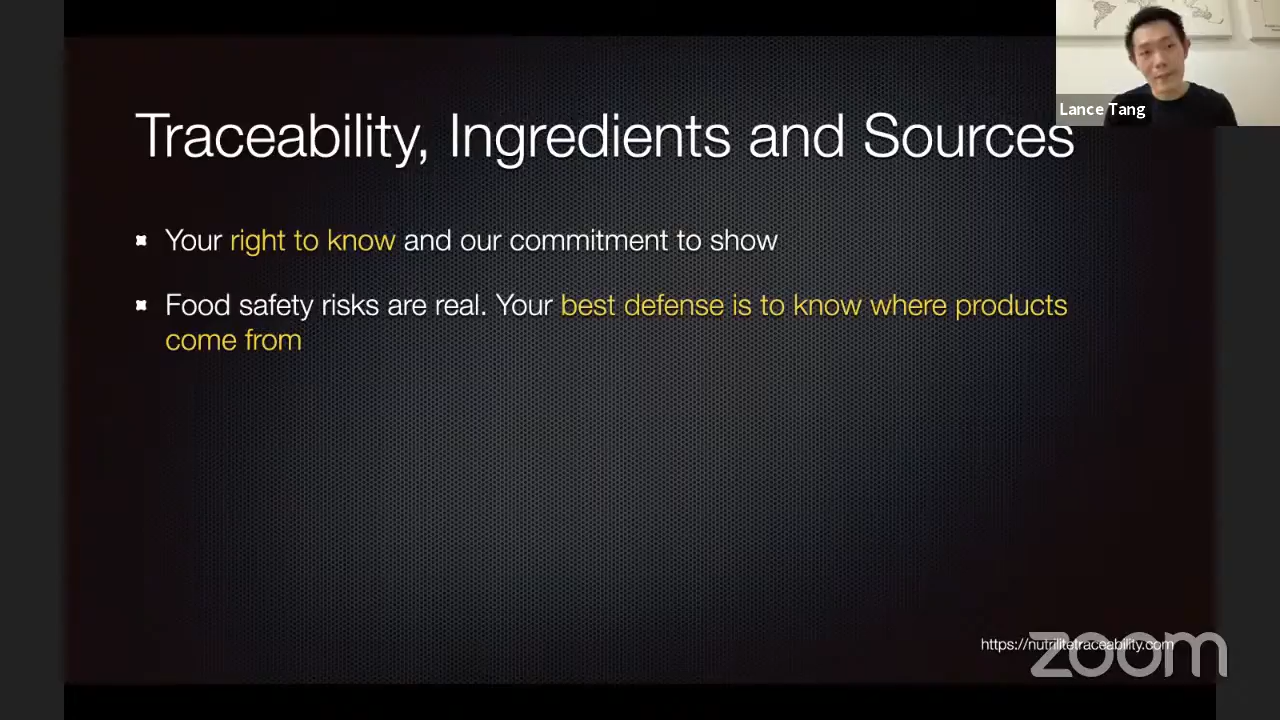 Lance Tang
Traceability, Ingredients and Sources
Your right to know and our commitment to show
Food safety risks are real. Your best defense is to know where products
come from
https://nutrilitetraceability.com
zoom